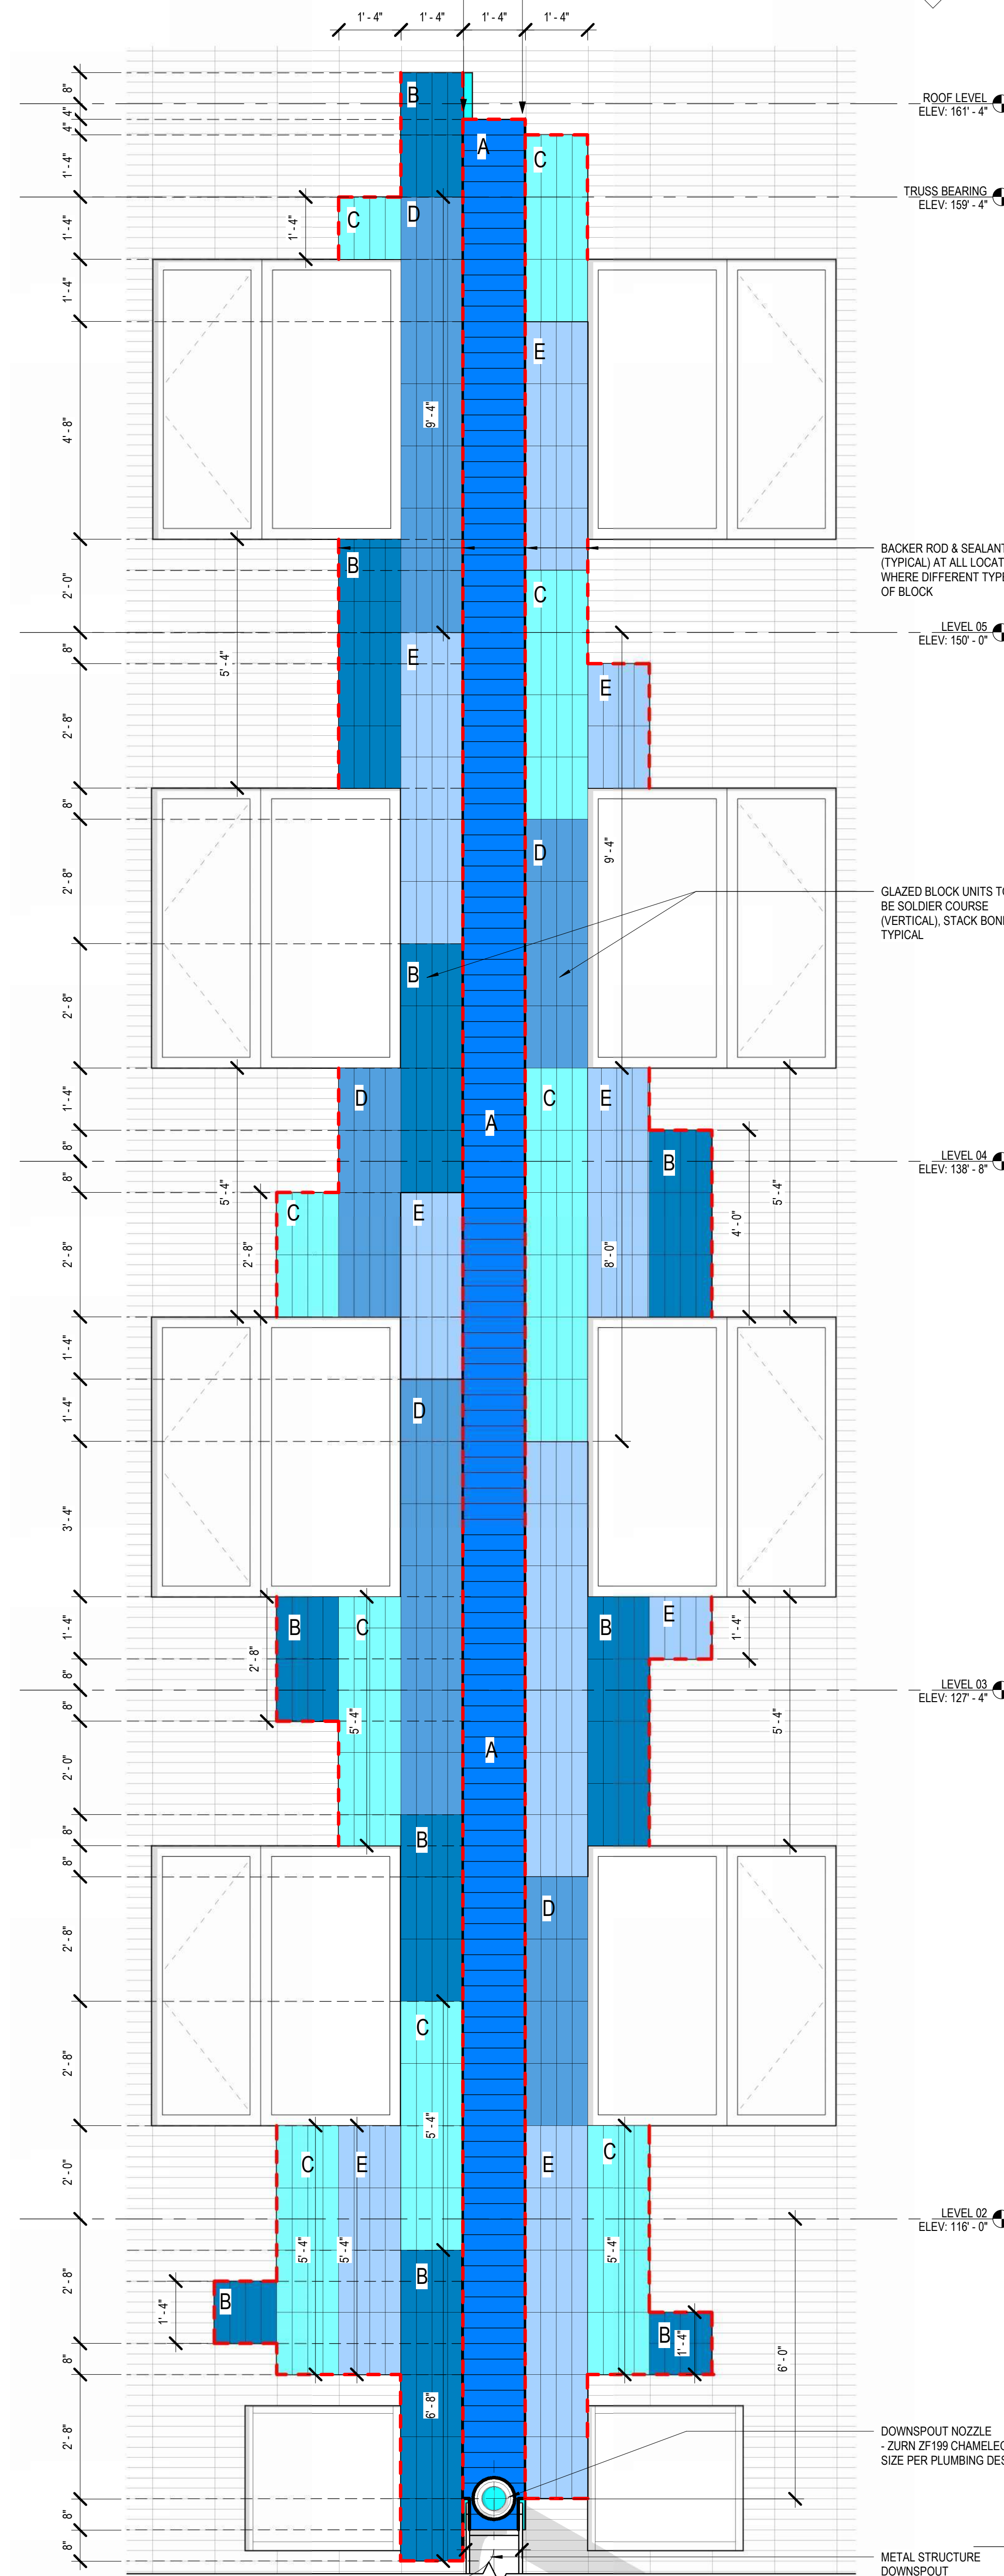 1' - 4" 1' - 4" 1' - 4" 1' - 4"
8"
B
ROOF LEVEL
ELEV: 161' - 4"
4"
4"
A
C
1' - 4"
TRUSS BEARING
ELEV: 159' - 4"
1' - 4"
1' - 4"
C
D
1' - 4"
E
9' - 4"
4' - 8"
BACKER ROD & SEALANT
(TYPICAL) AT ALL LOCAT
WHERE DIFFERENT TYPE
OF BLOCK
B
2' - 0"
C
LEVEL 05
ELEV: 150' - 0"
8"
5' - 4"
E
E
2' - 8"
8"
9' - 4"
D
2' - 8"
GLAZED BLOCK UNITS TO
BE SOLDIER COURSE
(VERTICAL), STACK BON
TYPICAL
B
2' - 8"
1' - 4"
D
C
E
A
8"
B
LEVEL 04
ELEV: 138' - 8"
8"
5' - 4"
5' - 4"
C
E
4' - 0"
2' - 8"
2' - 8"
8' - 0"
1' - 4"
D
1' - 4"
3' - 4"
1' - 4"
B
C
B
E
1' - 4"
2' - 8"
8"
LEVEL 03
ELEV: 127' - 4"
8"
5' - 4"
5' - 4"
A
2' - 0"
8"
B
8"
D
2' - 8"
C
2' - 8"
5' - 4"
2' - 0"
C
E
E
C
LEVEL 02
ELEV: 116' - 0"
5' - 4"
5' - 4"
5' - 4"
2' - 8"
B
B
1' - 4"
B
1' - 4"
8"
6' - 0"
6' - 8"
2' - 8"
DOWNSPOUT NOZZLE
- ZURN ZF199 CHAMELEO
SIZE PER PLUMBING DES
8"
8"
METAL STRUCTURE
DOWNSPOUT